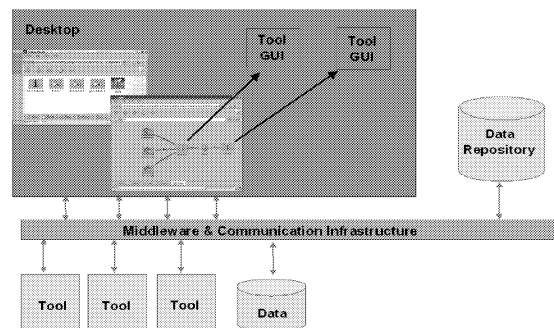 Desktop
Tool
GUI
Tool
GUI
Data
Repository
Middleware & Communication Infrastructure
Tool
Tool
Tool
Data